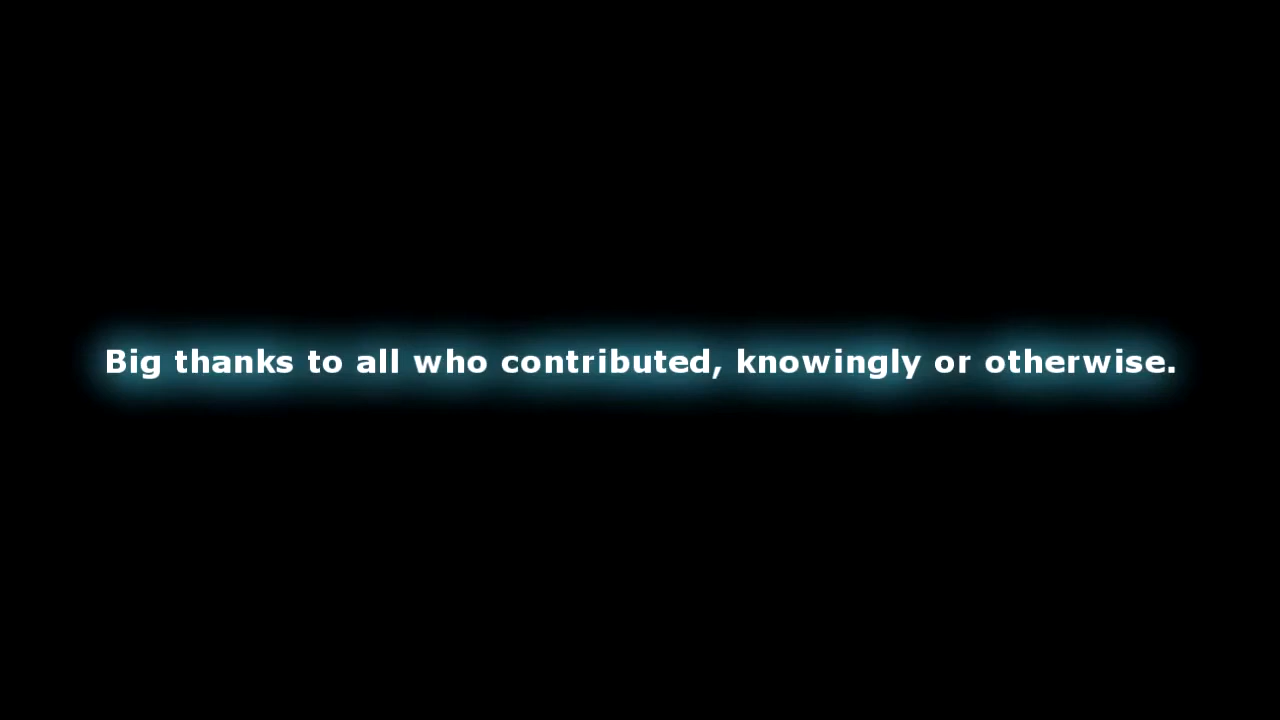 Big thanks to all who contributed, knowingly or otherwise.